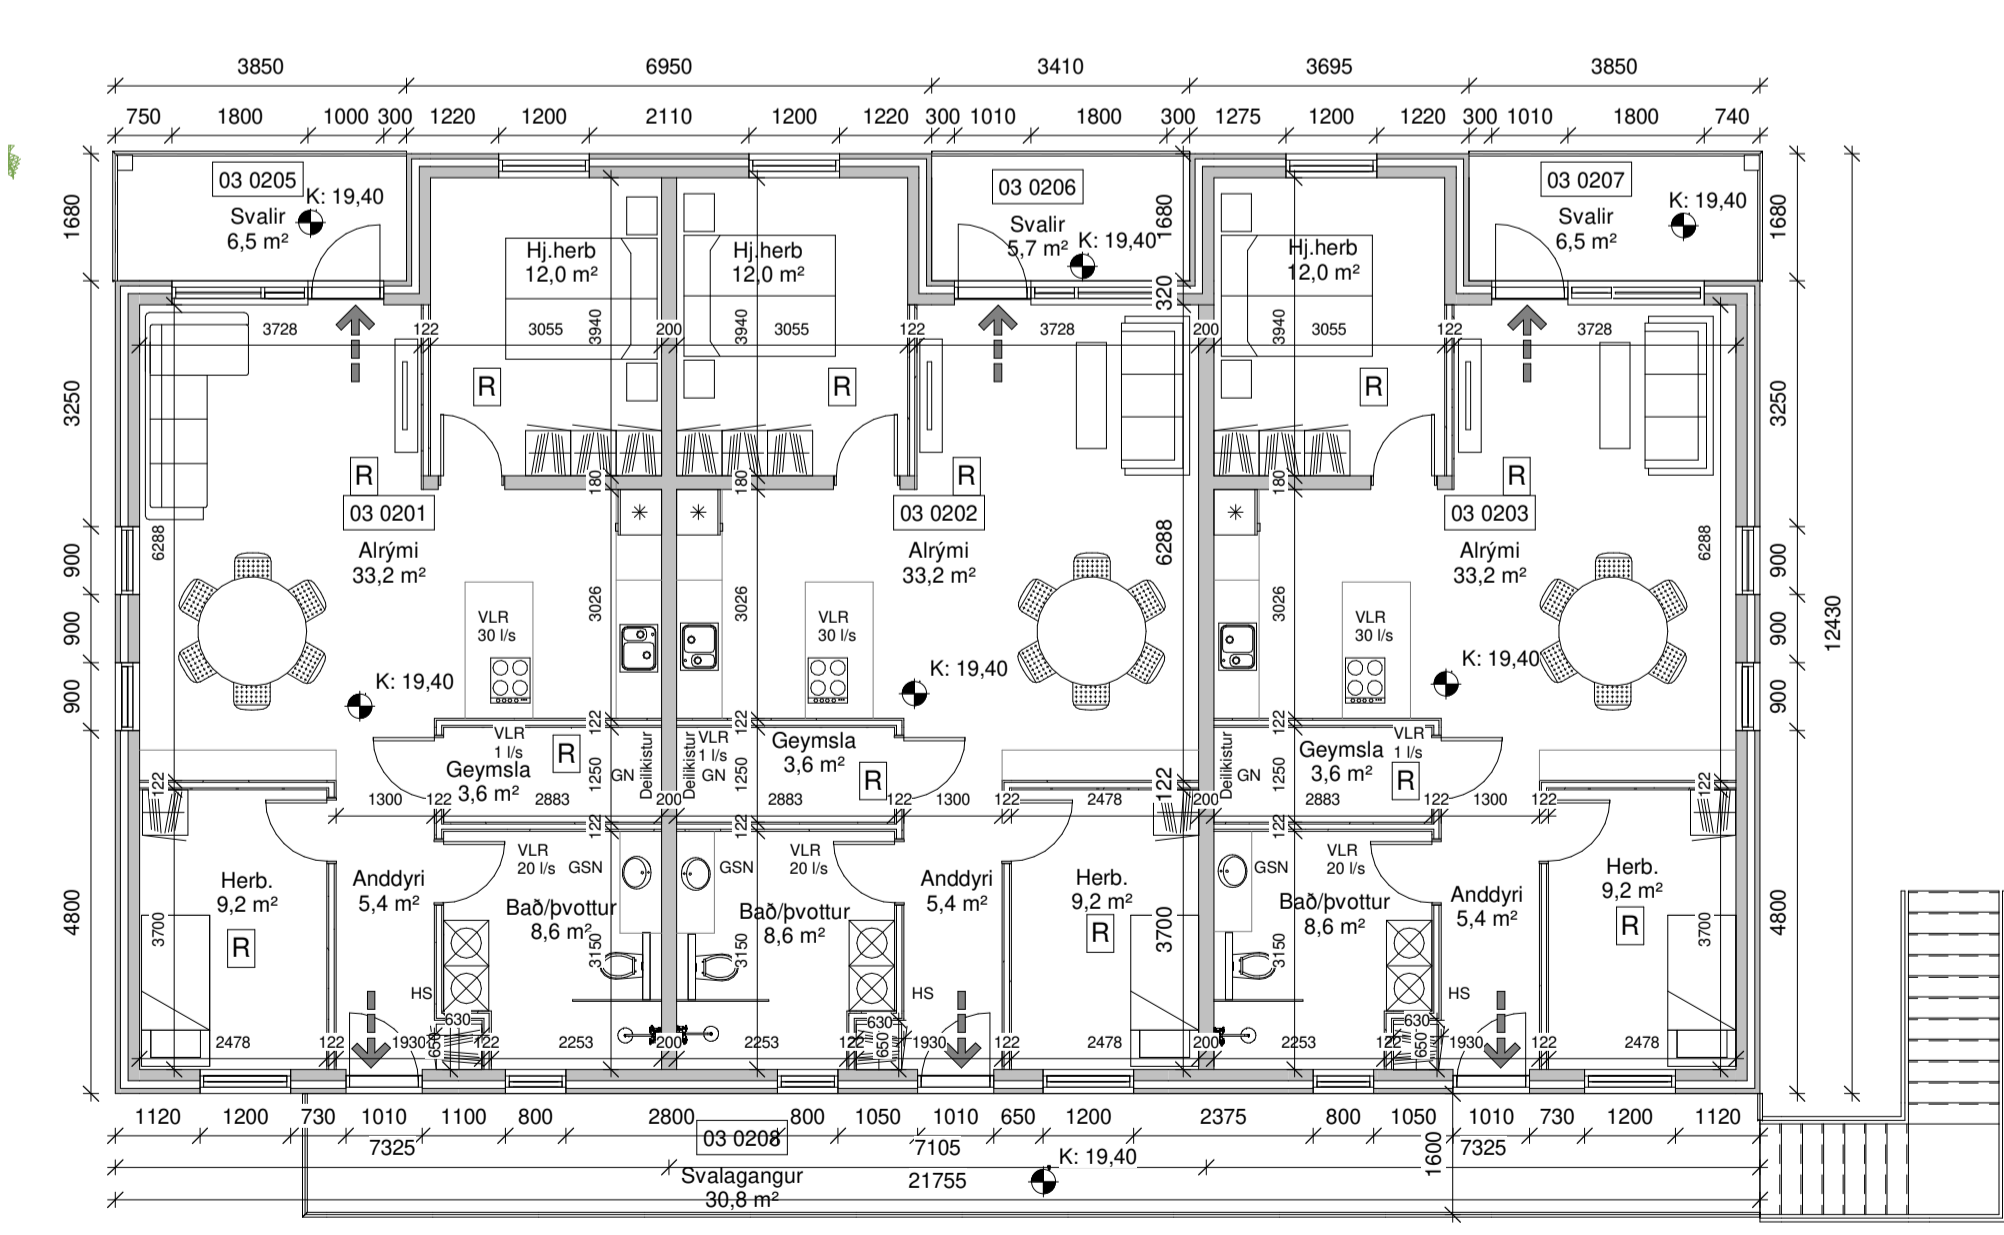 3850 6950 3410 3695 3850
750 1800 1000 300 1220 1200 2110 1200 1220 300 1010 1800 300 1275 1200 1220 300 1010 1800 740
03 0205
K: 19,40
Svalir
6,5 m²
03 0206
Svalir
5,7 m²
K: 19,40
03 0207
K: 19,40
Svalir
6,5 m²
1680
1680
1680
320
Hj.herb
12,0 m²
Hj.herb
12,0 m²
Hj.herb
12,0 m²
3728 122 3055 3940 200 3940 3055 122 3728 200 3940 3055 122 3728
3250
3250
R R R R
R R
180 180 180
03 0201
03 0202
03 0203
Alrými
33,2 m²
Alrými
33,2 m²
Alrými
33,2 m²
6288
6288
6288
900
900
900
900
900
900
12430
3026 3026 3026
VLR
30 l/s
VLR
30 l/s
VLR
30 l/s
K: 19,40
K: 19,40
K: 19,40
122 122 122
VLR
1 l/s
R
Geymsla
3,6 m²
GN
1250
Deilikistur
Deilikistur
VLR
1 l/s
GN
1250
Geymsla
3,6 m²
R
Deilikistur
GN
1250
Geymsla
3,6 m²
VLR
1 l/s
R
122 122 122
1300 122 2883 200 2883 122 1300 122 2478 200 2883 122 1300 122
122 122 122
VLR
20 l/s
GSN
GSN
VLR
20 l/s
GSN
VLR
20 l/s
Herb.
9,2 m²
R
Anddyri
5,4 m²
Bað/þvottur
8,6 m²
Bað/þvottur
8,6 m²
Anddyri
5,4 m²
Herb.
9,2 m²
R
Bað/þvottur
8,6 m²
Anddyri
5,4 m²
Herb.
9,2 m²
R
4800
4800
3700 3150 3150 3700 3150 3700
HS HS HS
630 630 630
650 650 650
2478 122 1930 122 2253 200 2253 122 1930 122 2478 200 2253 122 1930 122 2478
1120 1200 730 1010 1100 800 2800 800 1050 1010 650 1200 2375 800 1050 1010 730 1200 1120
03 0208
7325 7105 7325
1600
K: 19,40
Svalagangur
30,8 m²
21755